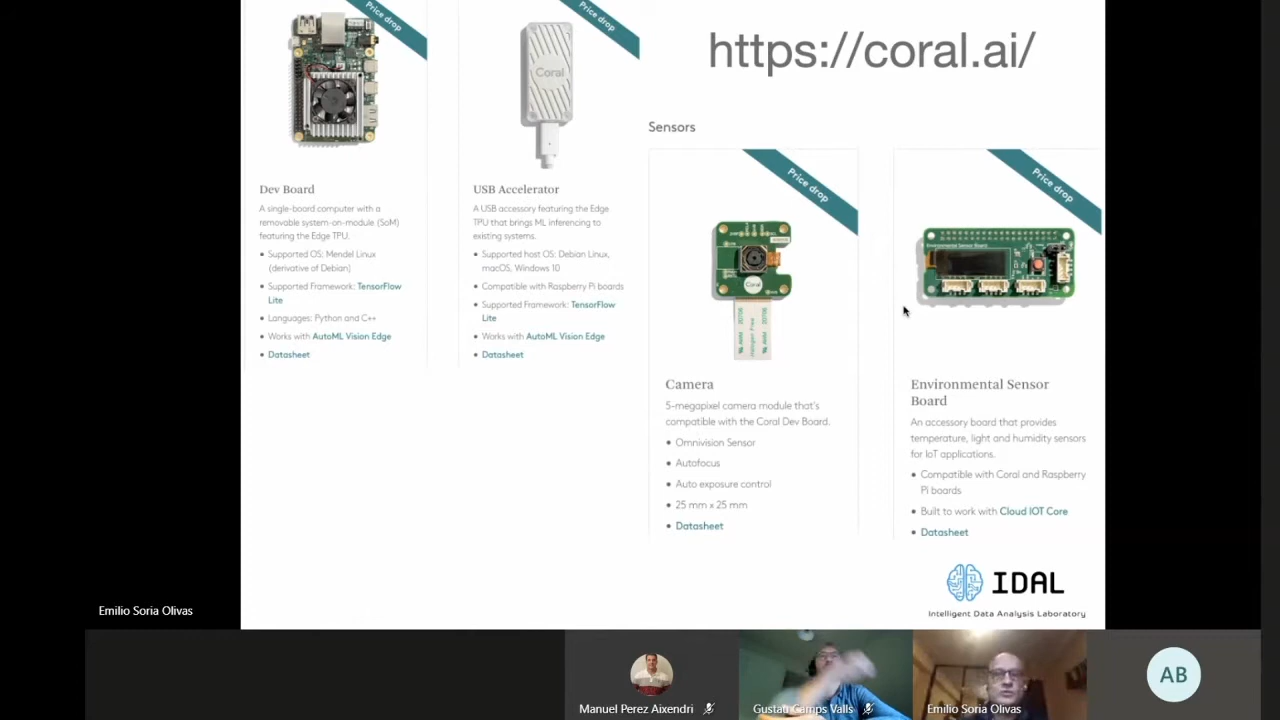 https://coral.ai/
Price drop
Price drop
Coral
Dev Board
A single-board computer with a
removable system-on-module (SoM)
featuring the Edge TPU.
Supported OS: Mendel Linux
(derivative of Debian)
Supported Framework: TensorFlow
Lite
Languages: Python and C++
Works with AutoML Vision Edge
Datasheet
USB Accelerator
A USB accessory featuring the Edge
TPU that brings ML inferencing to
existing systems.
Supported host OS: Debian Linux,
macOS, Windows 10
Compatible with Raspberry Pi boards
Supported Framework: TensorFlow
Lite
Works with AutoML Vision Edge
Datasheet
Sensors
Price drop
Coral
Camera
5-megapixel camera module that's
compatible with the Coral Dev Board.
Omnivision Sensor
Autofocus
Auto exposure control
25 mm x 25 mm
Datasheet
Price drop
Environmental Sensor Board
Environmental Sensor
Board
An accessory board that provides
temperature, light and humidity sensors
for IoT applications.
Compatible with Coral and Raspberry
Pi boards
Built to work with Cloud IOT Core
Datasheet
IDAL
Intelligent Data Analysis Laboratory
Emilio Soria Olivas
Manuel Perez Aixendri
Gustau Camps Valls
Emilio Soria Olivas
AB